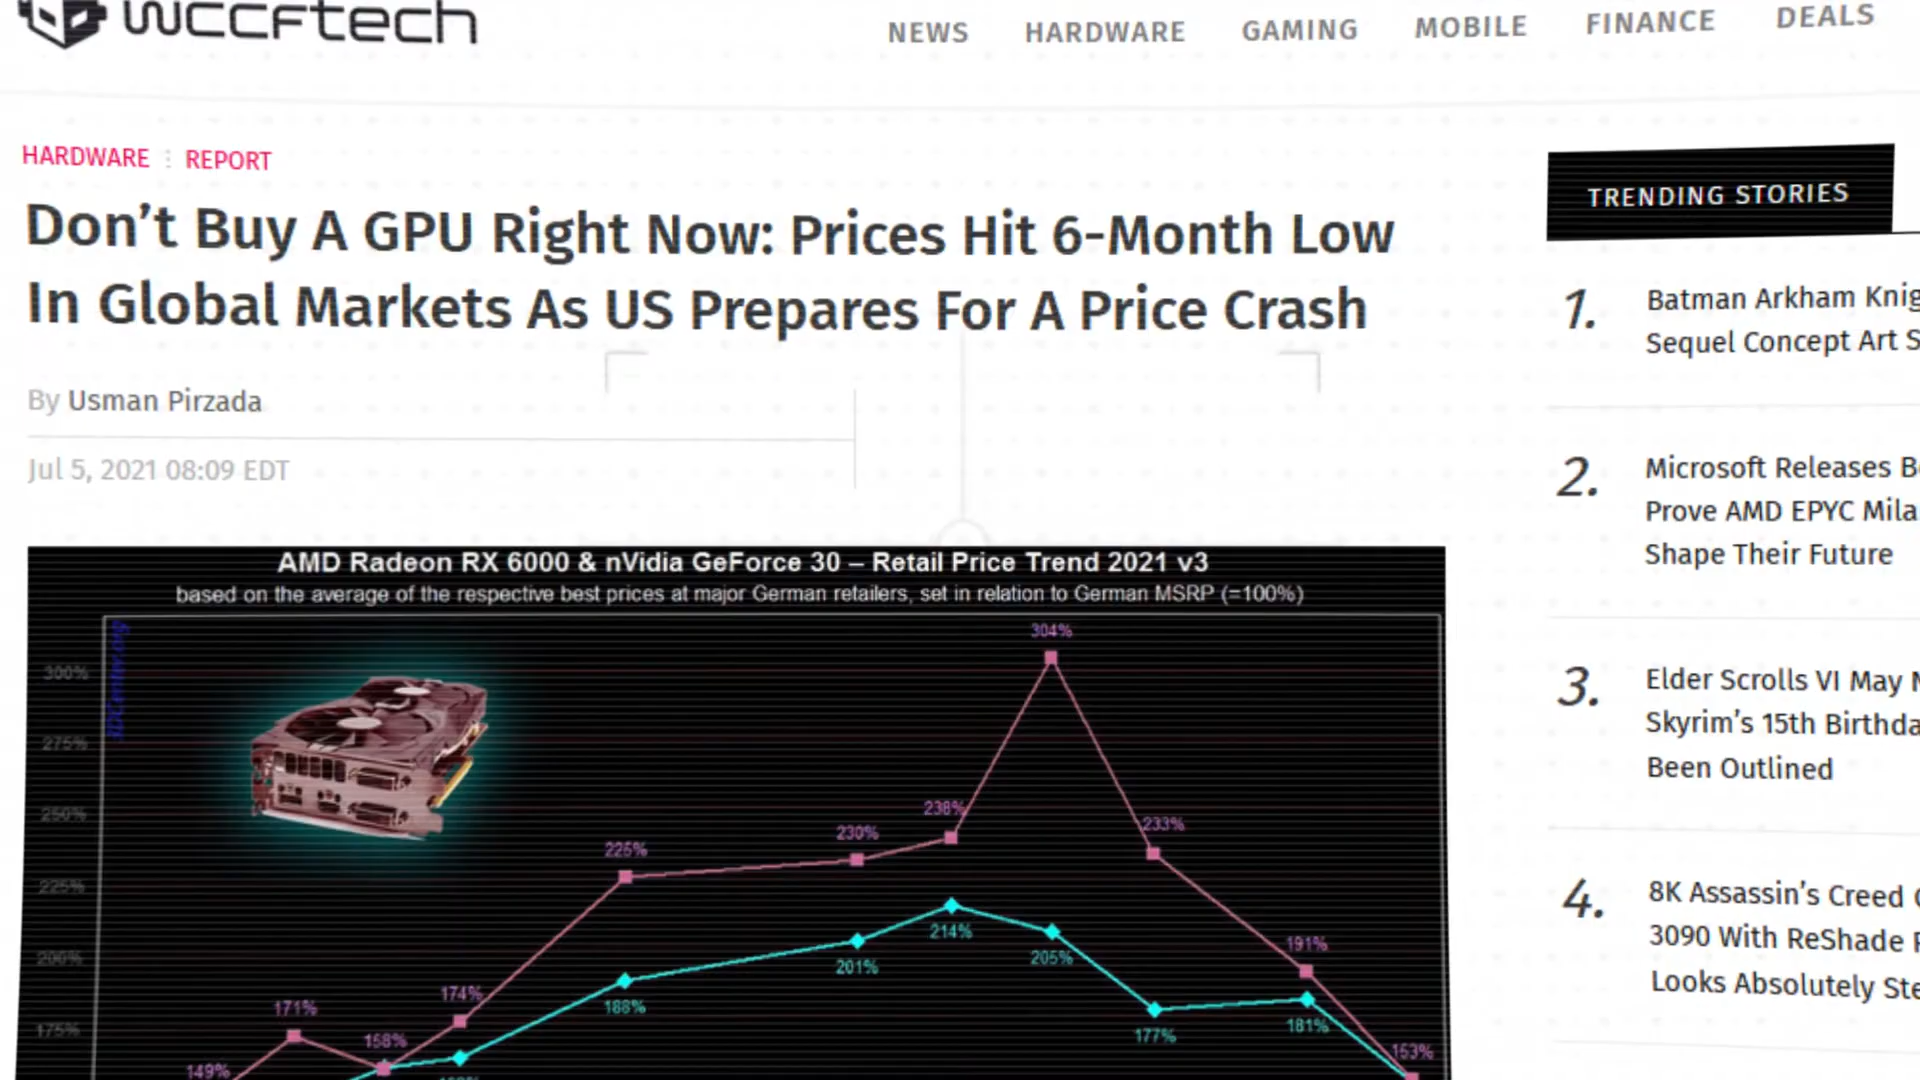 wccftech
NEWS HARDWARE GAMING MOBILE FINANCE DEALS
HARDWARE REPORT
Don’t Buy A GPU Right Now: Prices Hit 6-Month Low
In Global Markets As US Prepares For A Price Crash
By Usman Pirzada
Jul 5, 2021 08:09 EDT
AMD Radeon RX 6000 & nVidia GeForce 30 – Retail Price Trend 2021 v3
based on the average of the respective best prices at major German retailers, set in relation to German MSRP (=100%)
3DCenter.org
304%
300%
275%
250%
238%
233%
230%
225%
225%
214%
201%
205%
200%
191%
188%
181%
177%
175%
174%
171%
158%
153%
149%
TRENDING STORIES
1. Batman Arkham
Sequel Concept Art
2. Microsoft Releases
Prove AMD EPYC
Shape Their Future
3. Elder Scrolls VI May
Skyrim’s 15th
Been Outlined
4. 8K Assassin’s Creed
3090 With ReShade
Looks Absolutely